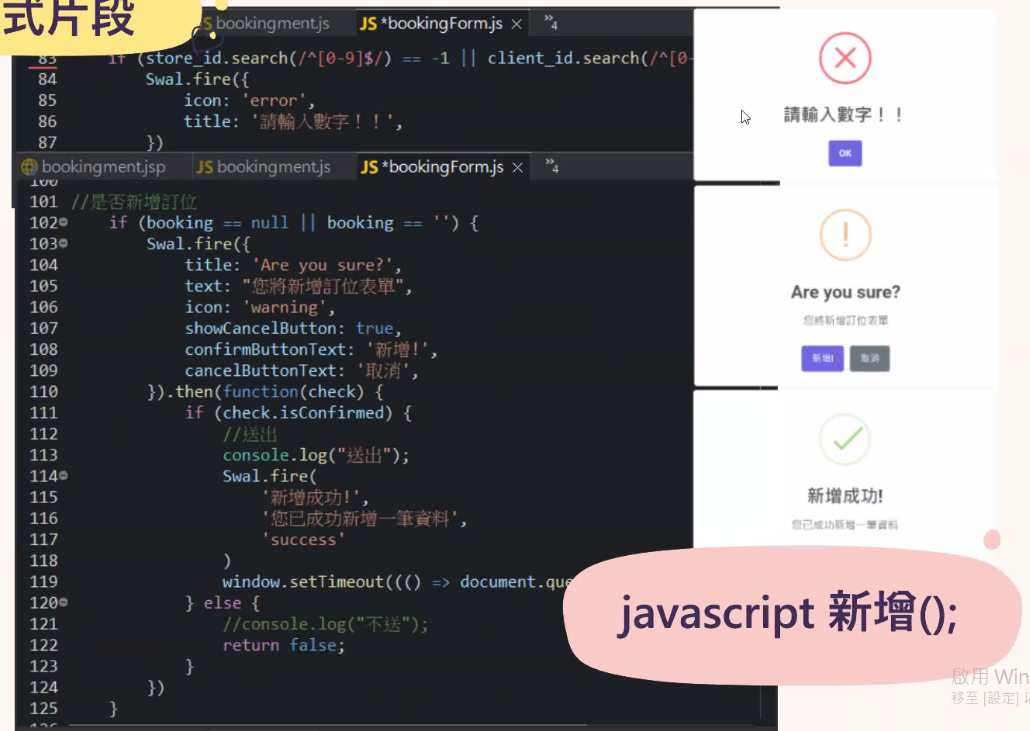 式片段
JS bookingment.js JS *bookingForm.js × »4
83 if (store_id.search(/^[0-9]$/) == -1 || client_id.search(/^[0-
84 Swal.fire({
85 icon: 'error',
86 title: '請輸入數字！！',
87 })
請輸入數字！！
OK
bookingment.jsp JS bookingment.js JS *bookingForm.js × »4
100
101 //是否新增訂位
102 if (booking == null || booking == '') {
103 Swal.fire({
104 title: 'Are you sure?',
105 text: "您將新增訂位表單",
106 icon: 'warning',
107 showCancelButton: true,
108 confirmButtonText: '新增!',
109 cancelButtonText: '取消',
110 }).then(function(check) {
111 if (check.isConfirmed) {
112 //送出
113 console.log("送出");
114 Swal.fire(
115 '新增成功!',
116 '您已成功新增一筆資料',
117 'success'
118 )
119 window.setTimeout((() => document.que
120 } else {
121 //console.log("不送");
122 return false;
123 }
124 })
125 }
126
!
Are you sure?
您將新增訂位表單
新增! 取消
新增成功!
您已成功新增一筆資料
javascript 新增();
啟用 Win
移至 [設定] 以